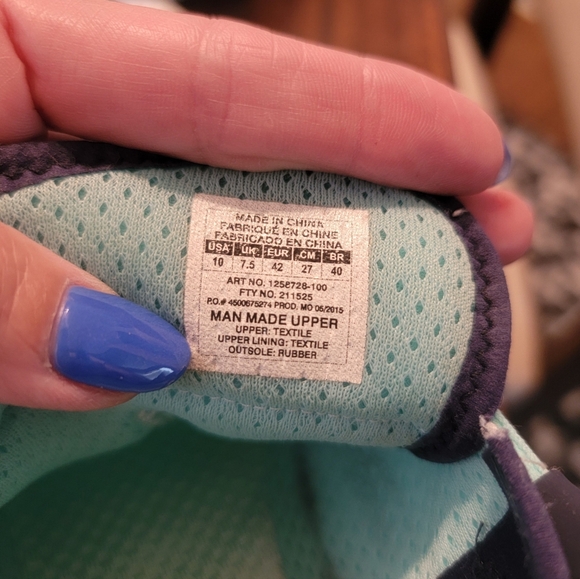 MADE IN CHINA
FABRIQUÉ EN CHINE
FABRICADO EN CHINA
USA UK EUR CM BR
10 7.5 42 27 40
ART NO. 1258728-100
FTY NO. 211525
P.O.# 4500675274 PROD. MO 06/2015
MAN MADE UPPER
UPPER: TEXTILE
UPPER LINING: TEXTILE
OUTSOLE: RUBBER